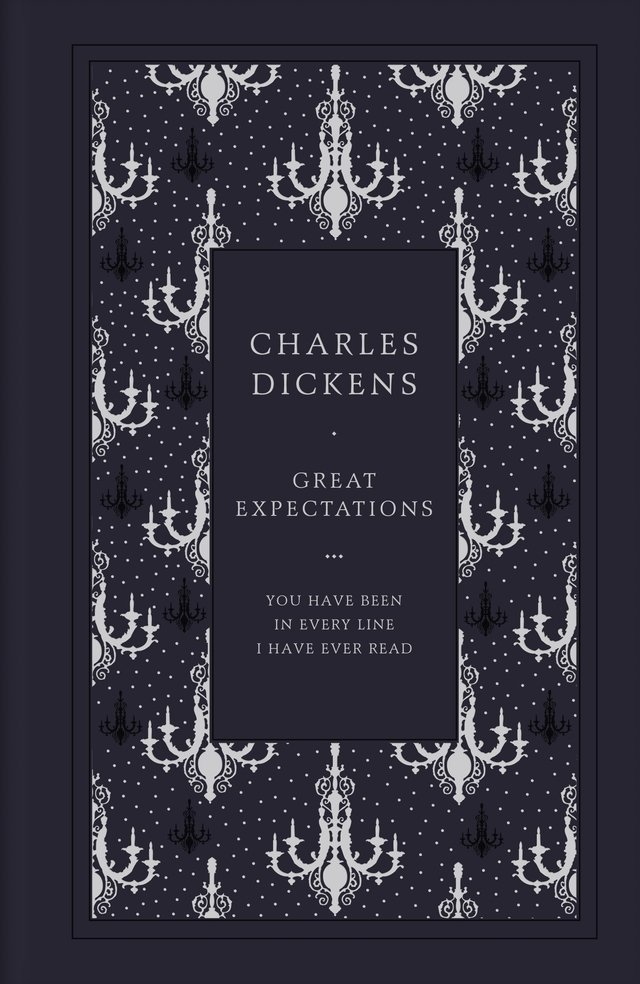 CHARLES
DICKENS
GREAT
EXPECTATIONS
YOU HAVE BEEN
IN EVERY LINE
I HAVE EVER READ